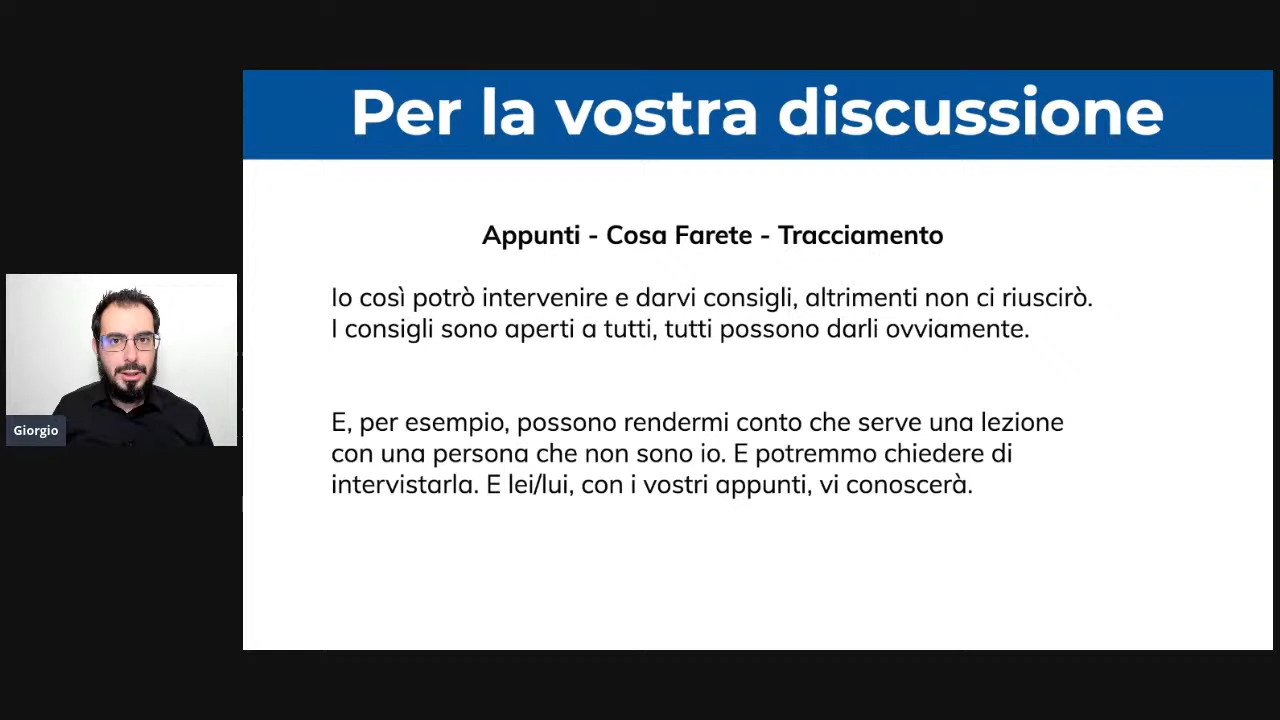 Per la vostra discussione
Appunti - Cosa Farete - Tracciamento
Io così potrò intervenire e darvi consigli, altrimenti non ci riuscirò.
I consigli sono aperti a tutti, tutti possono darli ovviamente.
E, per esempio, possono rendermi conto che serve una lezione
con una persona che non sono io. E potremmo chiedere di
intervistarla. E lei/lui, con i vostri appunti, vi conoscerà.
Giorgio